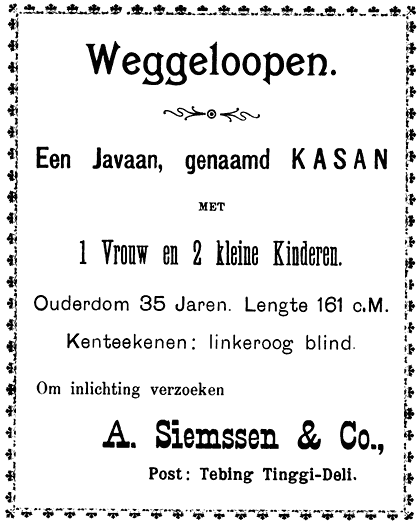 Weggeloopen.
Een Javaan, genaamd KASAN
MET
1 Vrouw en 2 kleine Kinderen.
Ouderdom 35 Jaren. Lengte 161 c.M.
Kenteekenen: linkeroog blind.
Om inlichting verzoeken
A. Siemssen & Co.,
Post: Tebing Tinggi-Deli.